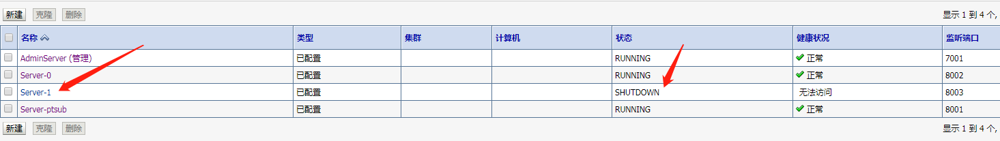 新建 克隆 删除 显示 1 到 4 个,
名称 类型 集群 计算机 状态 健康状况 监听端口
AdminServer (管理) 已配置 RUNNING 正常 7001
Server-0 已配置 RUNNING 正常 8002
Server-1 已配置 SHUTDOWN 无法访问 8003
Server-ptsub 已配置 RUNNING 正常 8001
新建 克隆 删除 显示 1 到 4 个,